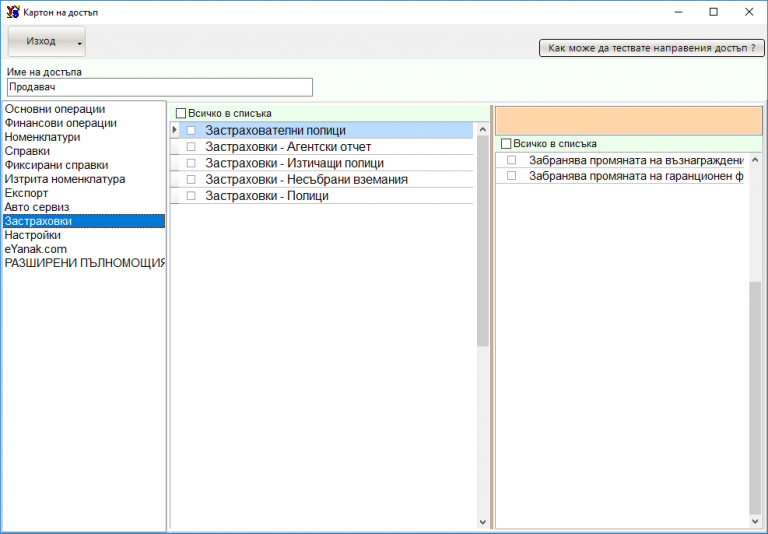 Картон на достъп
Изход
Как може да тествате направения достъп ?
Име на достъпа
Продавач
Основни операции
Финансови операции
Номенклатури
Справки
Фиксирани справки
Изтрита номенклатура
Експорт
Авто сервиз
Застраховки
Настройки
eYanak.com
РАЗШИРЕНИ ПЪЛНОМОЩИЯ
Всичко в списъка
Застрахователни полици
Застраховки - Агентски отчет
Застраховки - Изтичащи полици
Застраховки - Несъбрани вземания
Застраховки - Полици
Всичко в списъка
Забранява промяната на възнаграждени
Забранява промяната на гаранционен ф